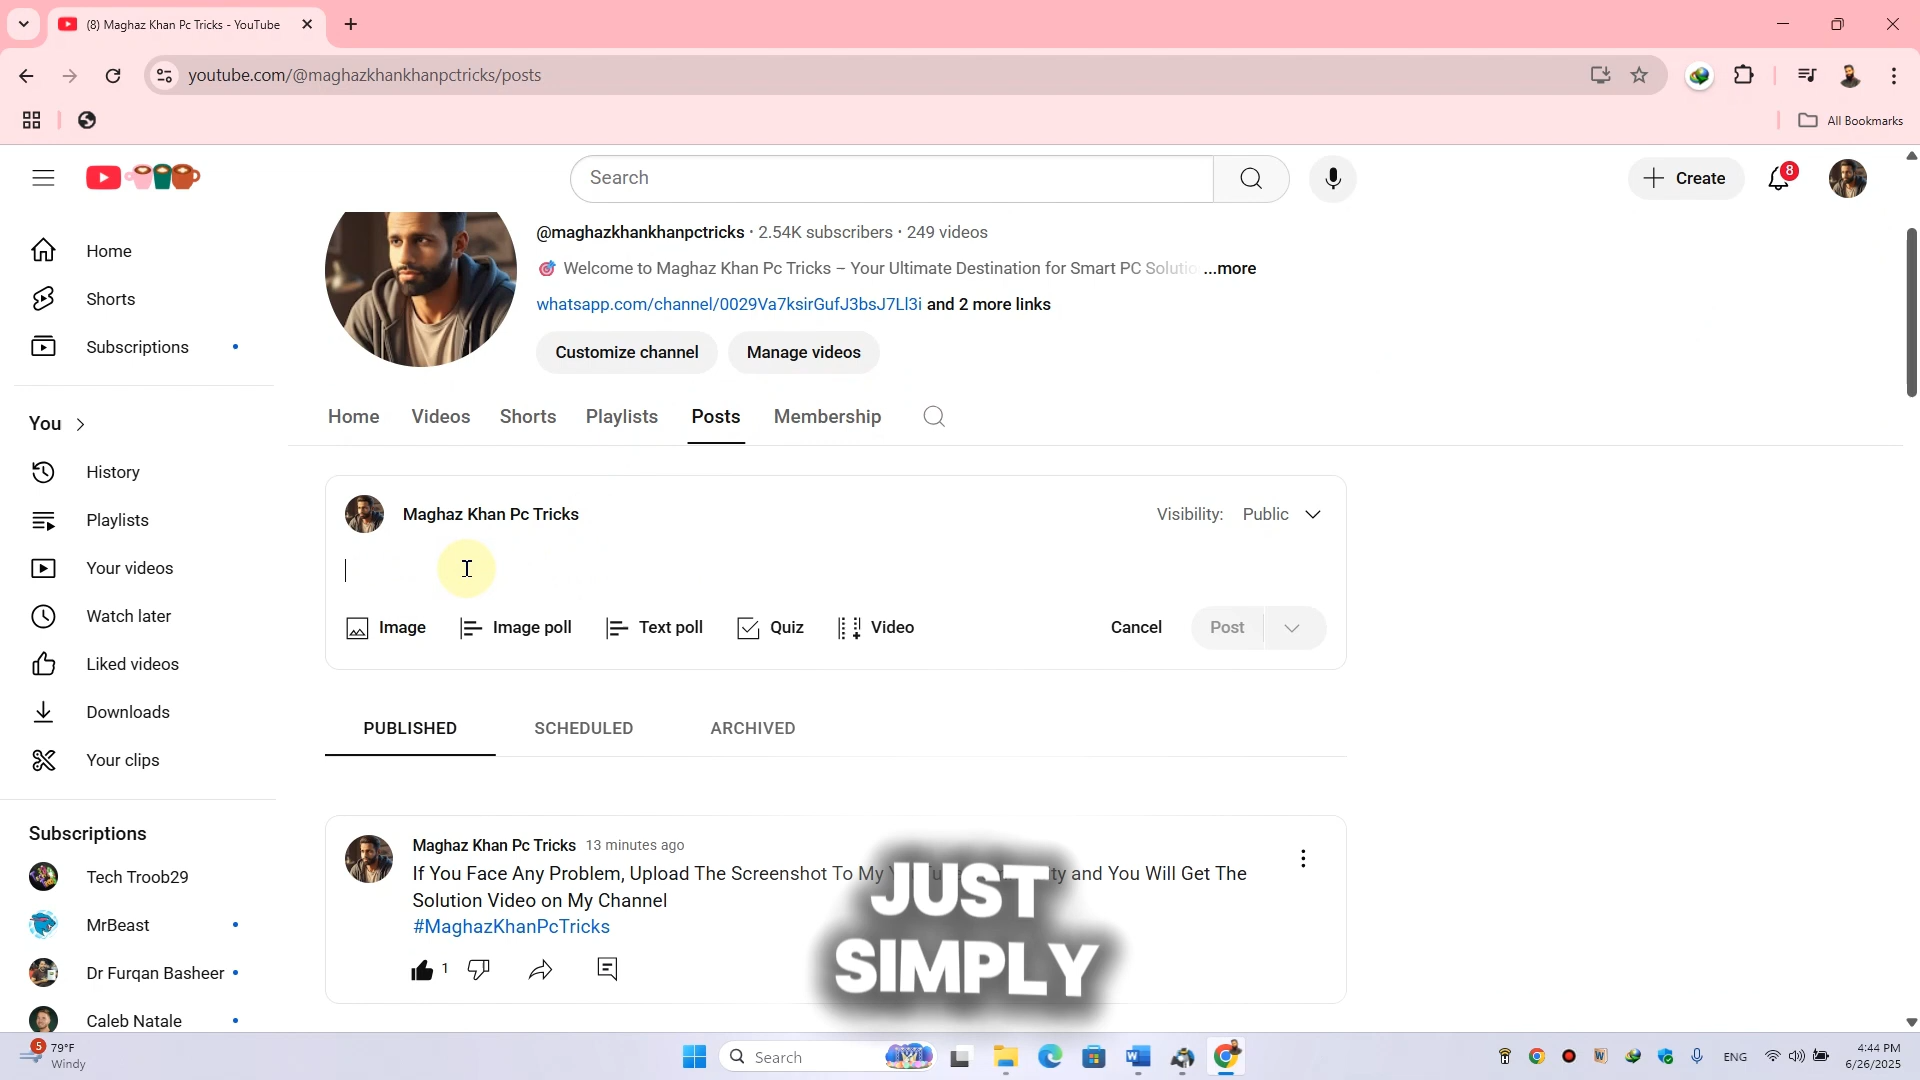 (8) Maghaz Khan Pc Tricks - YouTube
youtube.com/@maghazkhankhanpctricks/posts
All Bookmarks
Search
Create
8
@maghazkhankhanpctricks · 2.54K subscribers · 249 videos
Welcome to Maghaz Khan Pc Tricks – Your Ultimate Destination for Smart PC Solutio ...more
whatsapp.com/channel/0029Va7ksirGufJ3bsJ7Ll3i and 2 more links
Customize channel
Manage videos
Home
Shorts
Subscriptions
You
History
Playlists
Your videos
Watch later
Liked videos
Downloads
Your clips
Subscriptions
Tech Troob29
MrBeast
Dr Furqan Basheer
Caleb Natale
Home Videos Shorts Playlists Posts Membership
Maghaz Khan Pc Tricks
Visibility: Public
Image Image poll Text poll Quiz Video
Cancel Post
PUBLISHED SCHEDULED ARCHIVED
Maghaz Khan Pc Tricks 13 minutes ago
If You Face Any Problem, Upload The Screenshot To My and You Will Get The
Solution Video on My Channel
#MaghazKhanPcTricks
1
JUST
SIMPLY
5
79°F
Windy
Search
ENG
4:44 PM
6/26/2025